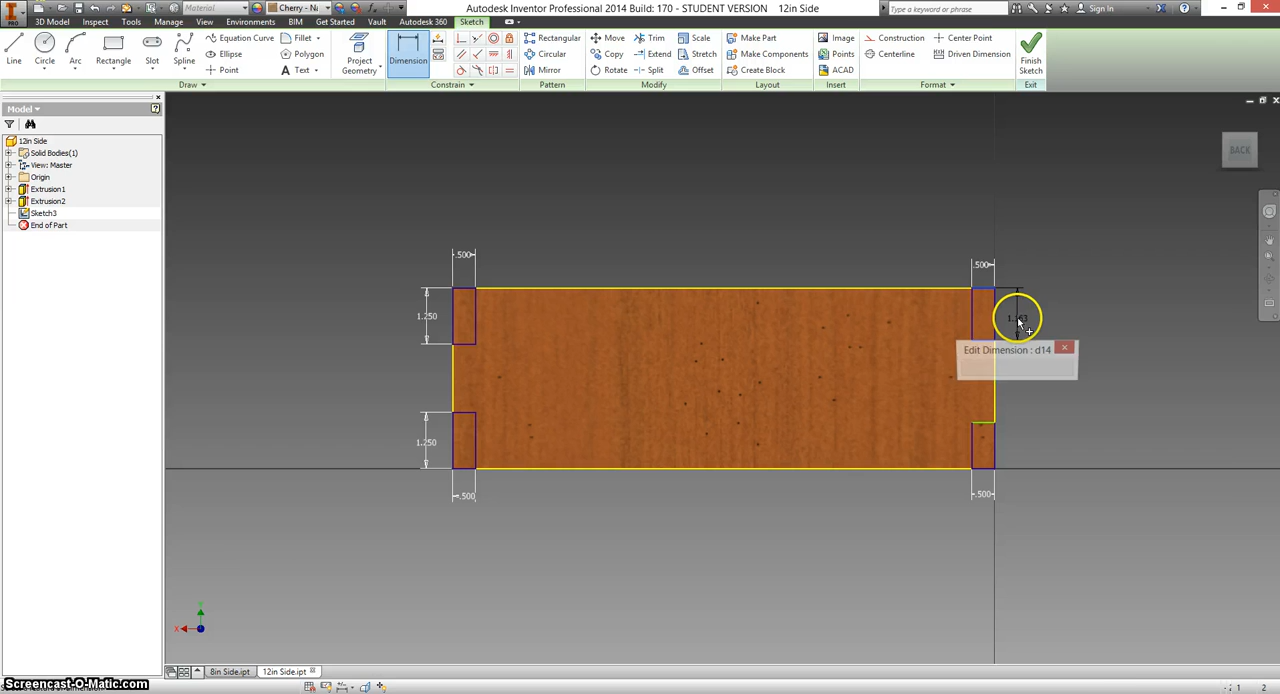 Material
Cherry - Na
Autodesk Inventor Professional 2014 Build: 170 - STUDENT VERSION 12in Side
Type a keyword or phrase
Sign In
PRO
3D Model
Inspect
Tools
Manage
View
Environments
BIM
Get Started
Vault
Autodesk 360
Sketch
Line
Circle
Arc
Rectangle
Slot
Spline
Equation Curve
Ellipse
Point
Fillet
Polygon
Text
Project
Geometry
Dimension
Rectangular
Circular
Mirror
Move
Copy
Rotate
Trim
Extend
Split
Scale
Stretch
Offset
Make Part
Make Components
Create Block
Image
Points
ACAD
Construction
Centerline
Center Point
Driven Dimension
Finish
Sketch
Draw
Constrain
Pattern
Modify
Layout
Insert
Format
Exit
Model
12in Side
Solid Bodies(1)
View: Master
Origin
Extrusion1
Extrusion2
Sketch3
End of Part
BACK
.500
.500
1.250
Edit Dimension : d14
1.250
.500
.500
X
8in Side.ipt
12in Side.ipt
Screencast-O-Matic.com
1
2